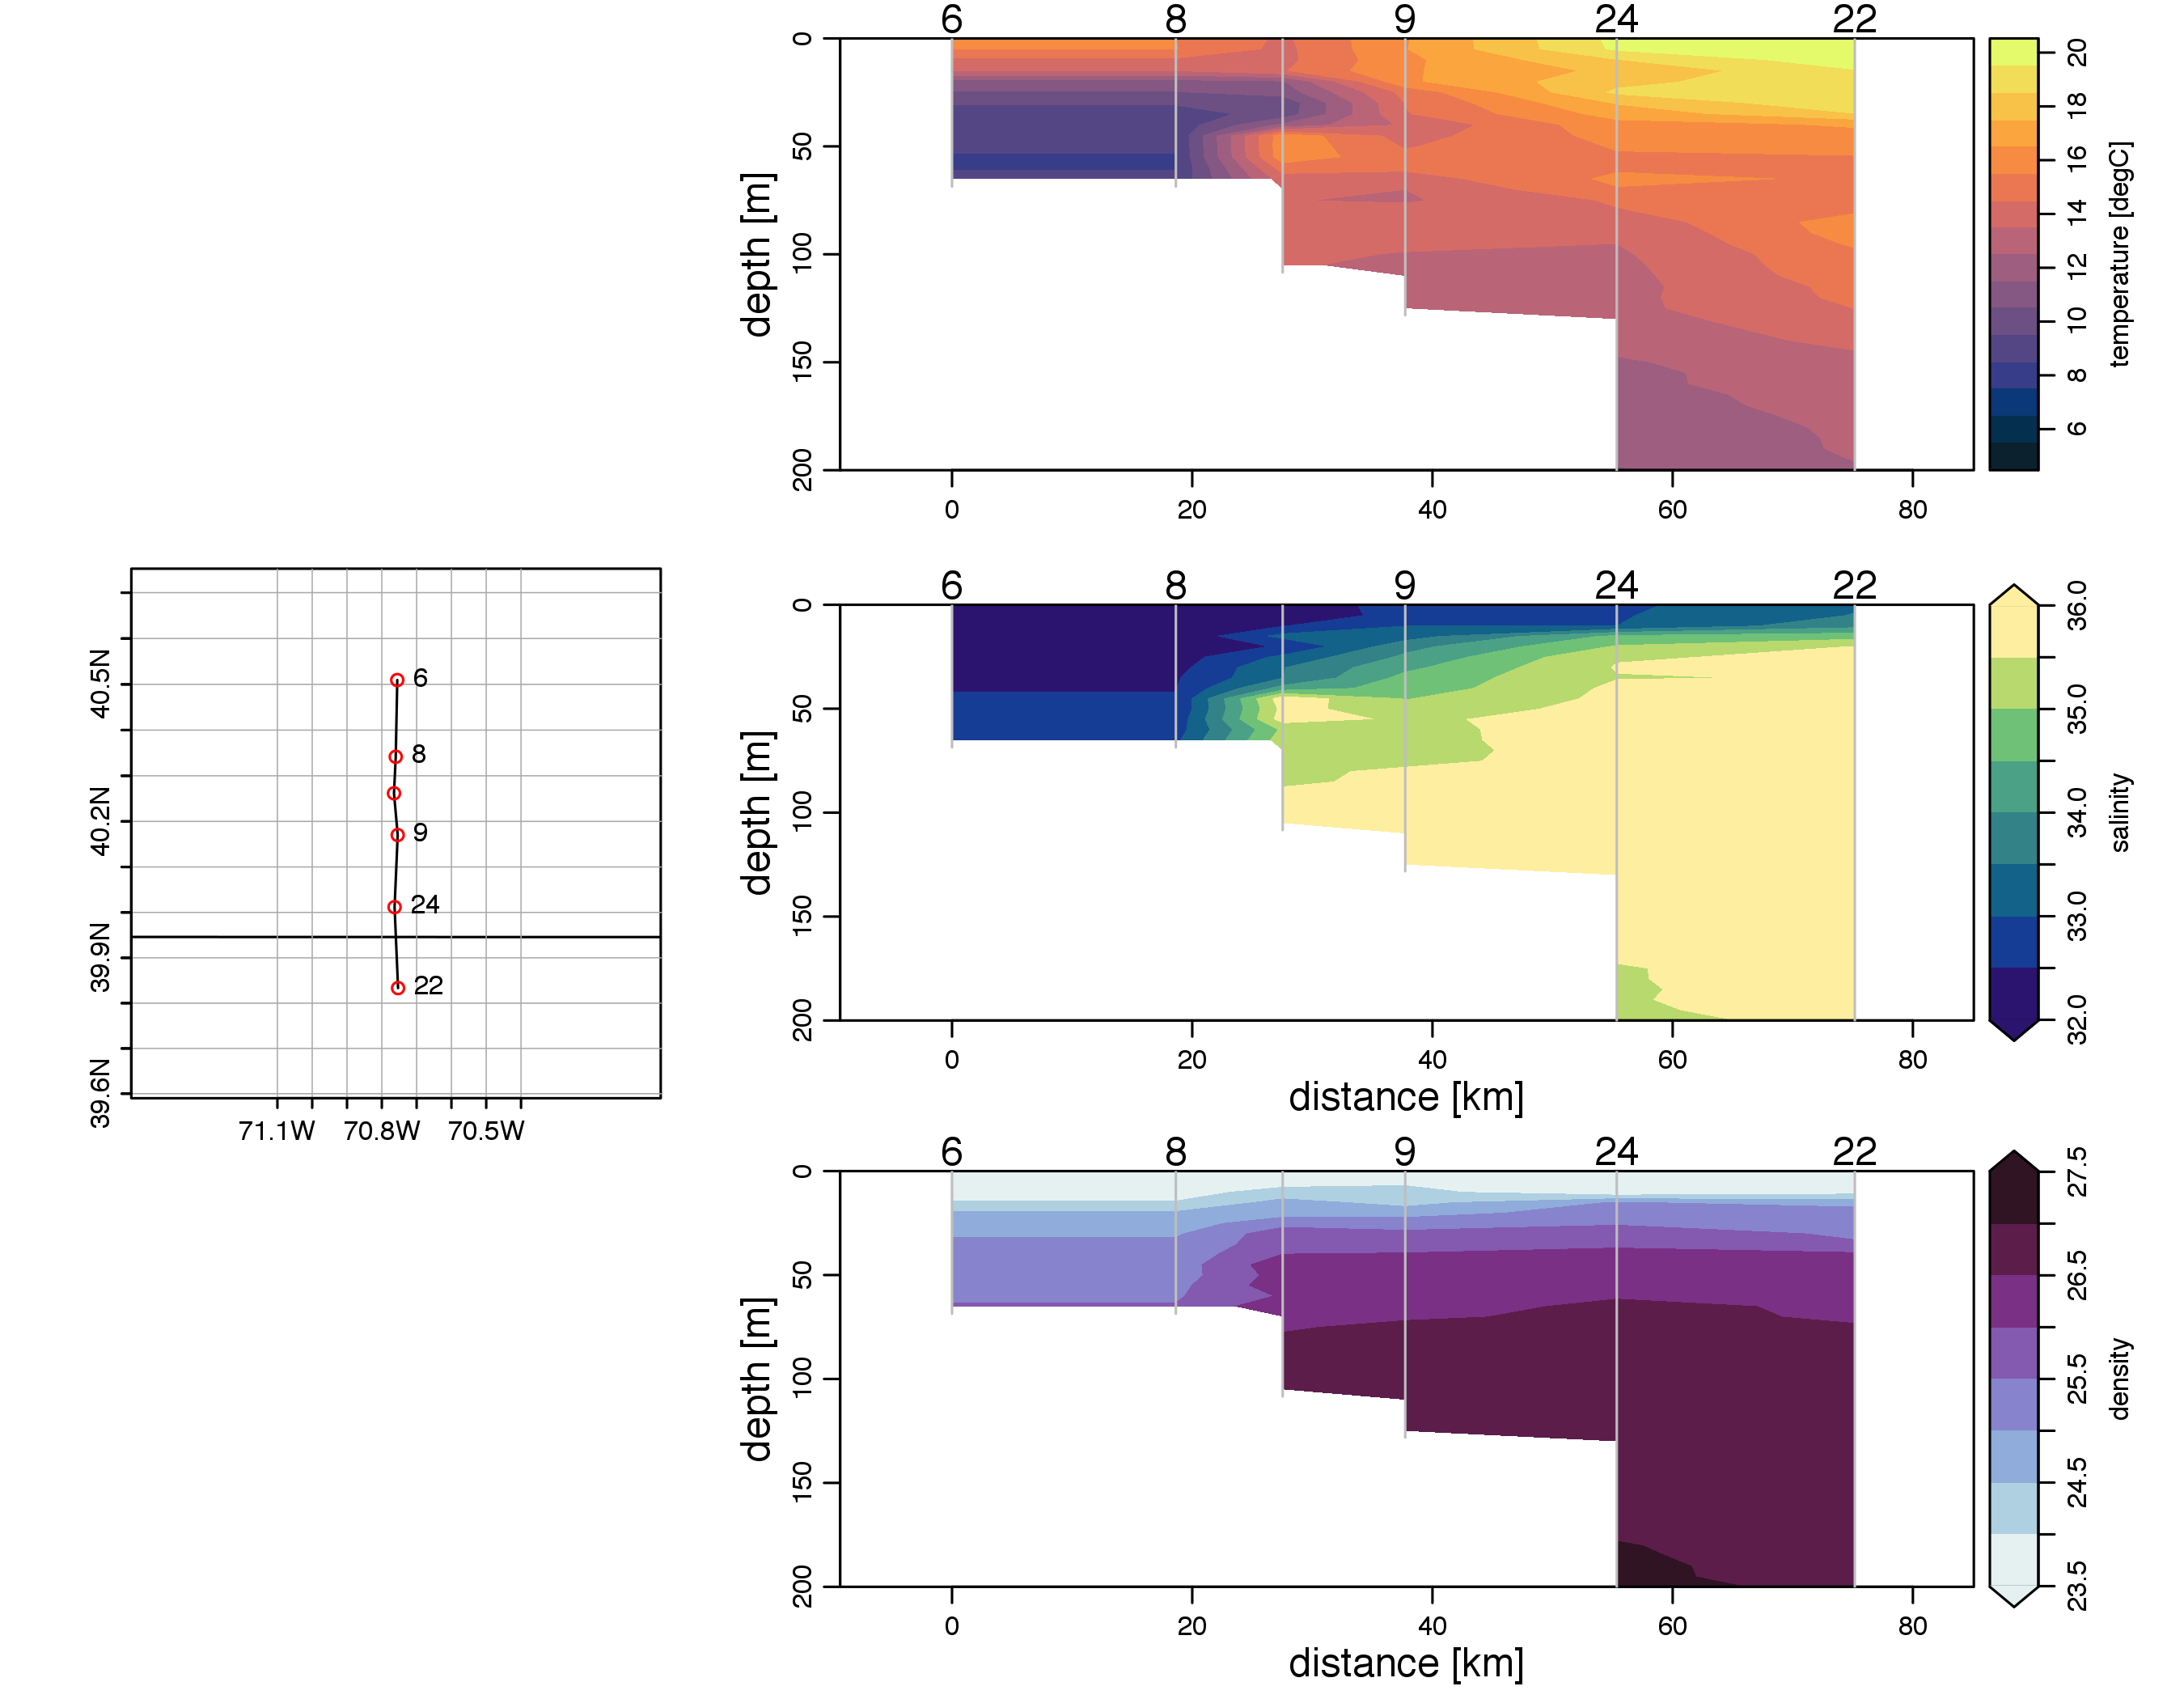 6 8 9 24 22
0
50
100
150
200
depth [m]
0 20 40 60 80
6 8 10 12 14 16 18 20
temperature [degC]
40.5N
40.2N
39.9N
39.6N
71.1W 70.8W 70.5W
6
8
9
24
22
6 8 9 24 22
0
50
100
150
200
depth [m]
0 20 40 60 80
distance [km]
32.0 33.0 34.0 35.0 36.0
salinity
6 8 9 24 22
0
50
100
150
200
depth [m]
0 20 40 60 80
distance [km]
23.5 24.5 25.5 26.5 27.5
density